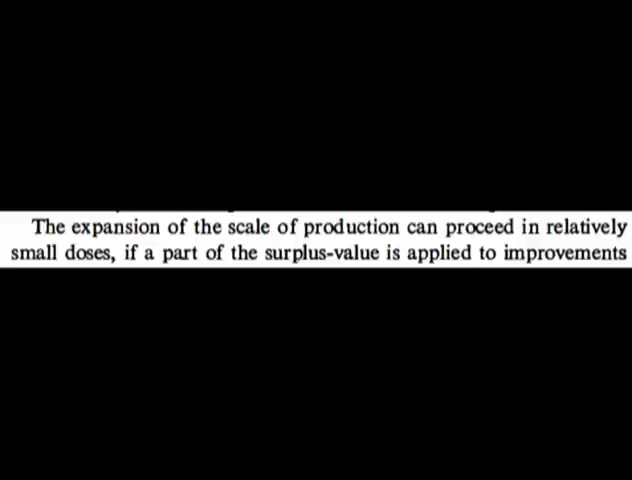 The expansion of the scale of production can proceed in relatively
small doses, if a part of the surplus-value is applied to improvements